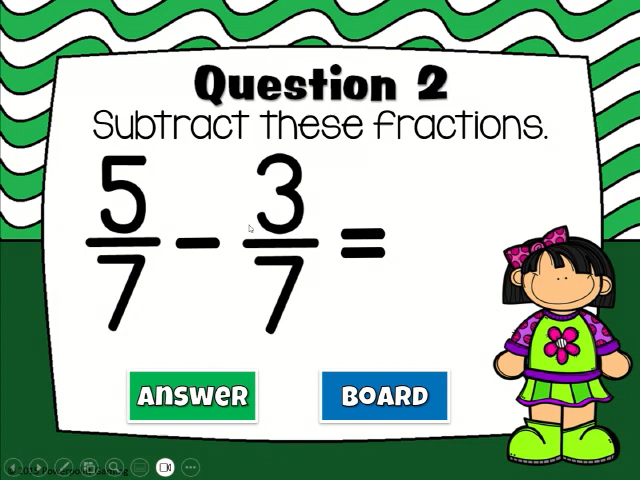 Question 2
Subtract these fractions.
5/7 − 3/7 =
Answer
Board